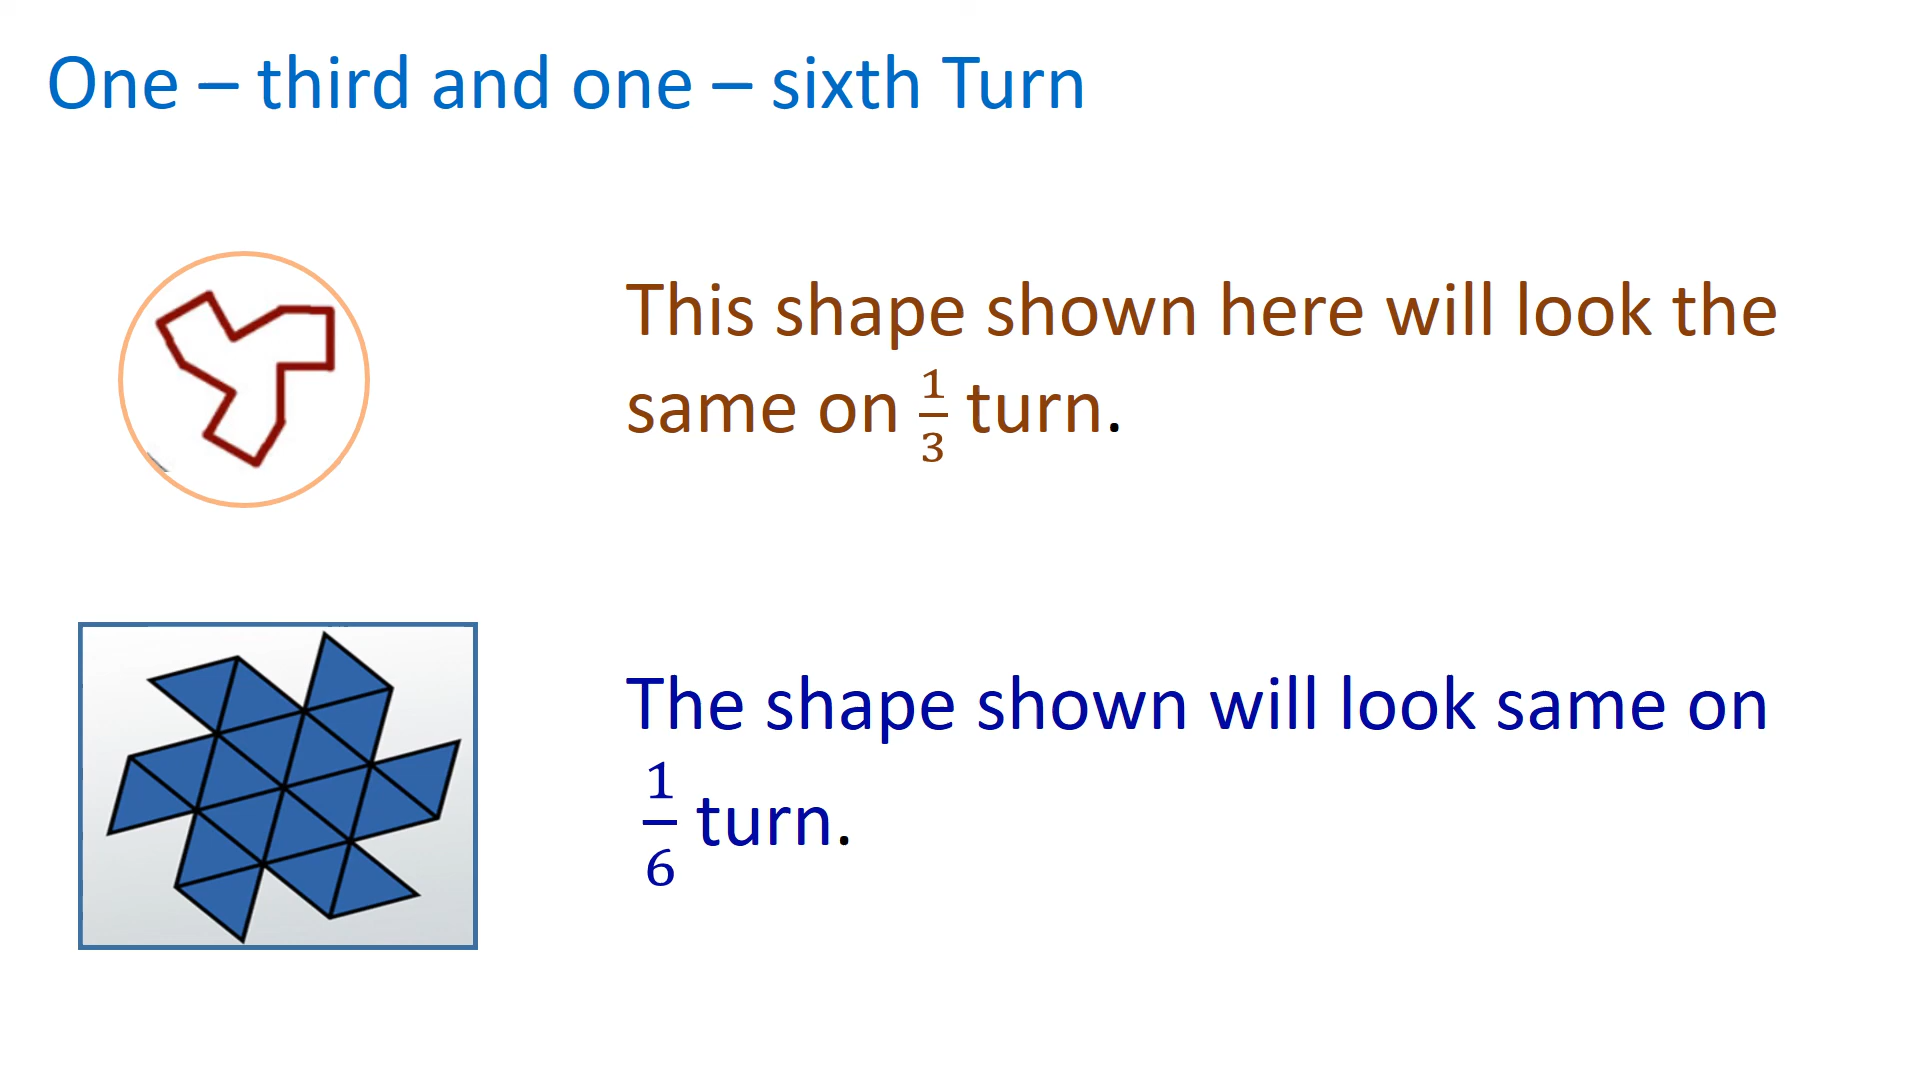 One – third and one – sixth Turn
This shape shown here will look the
same on 1/3 turn.
The shape shown will look same on
1/6 turn.